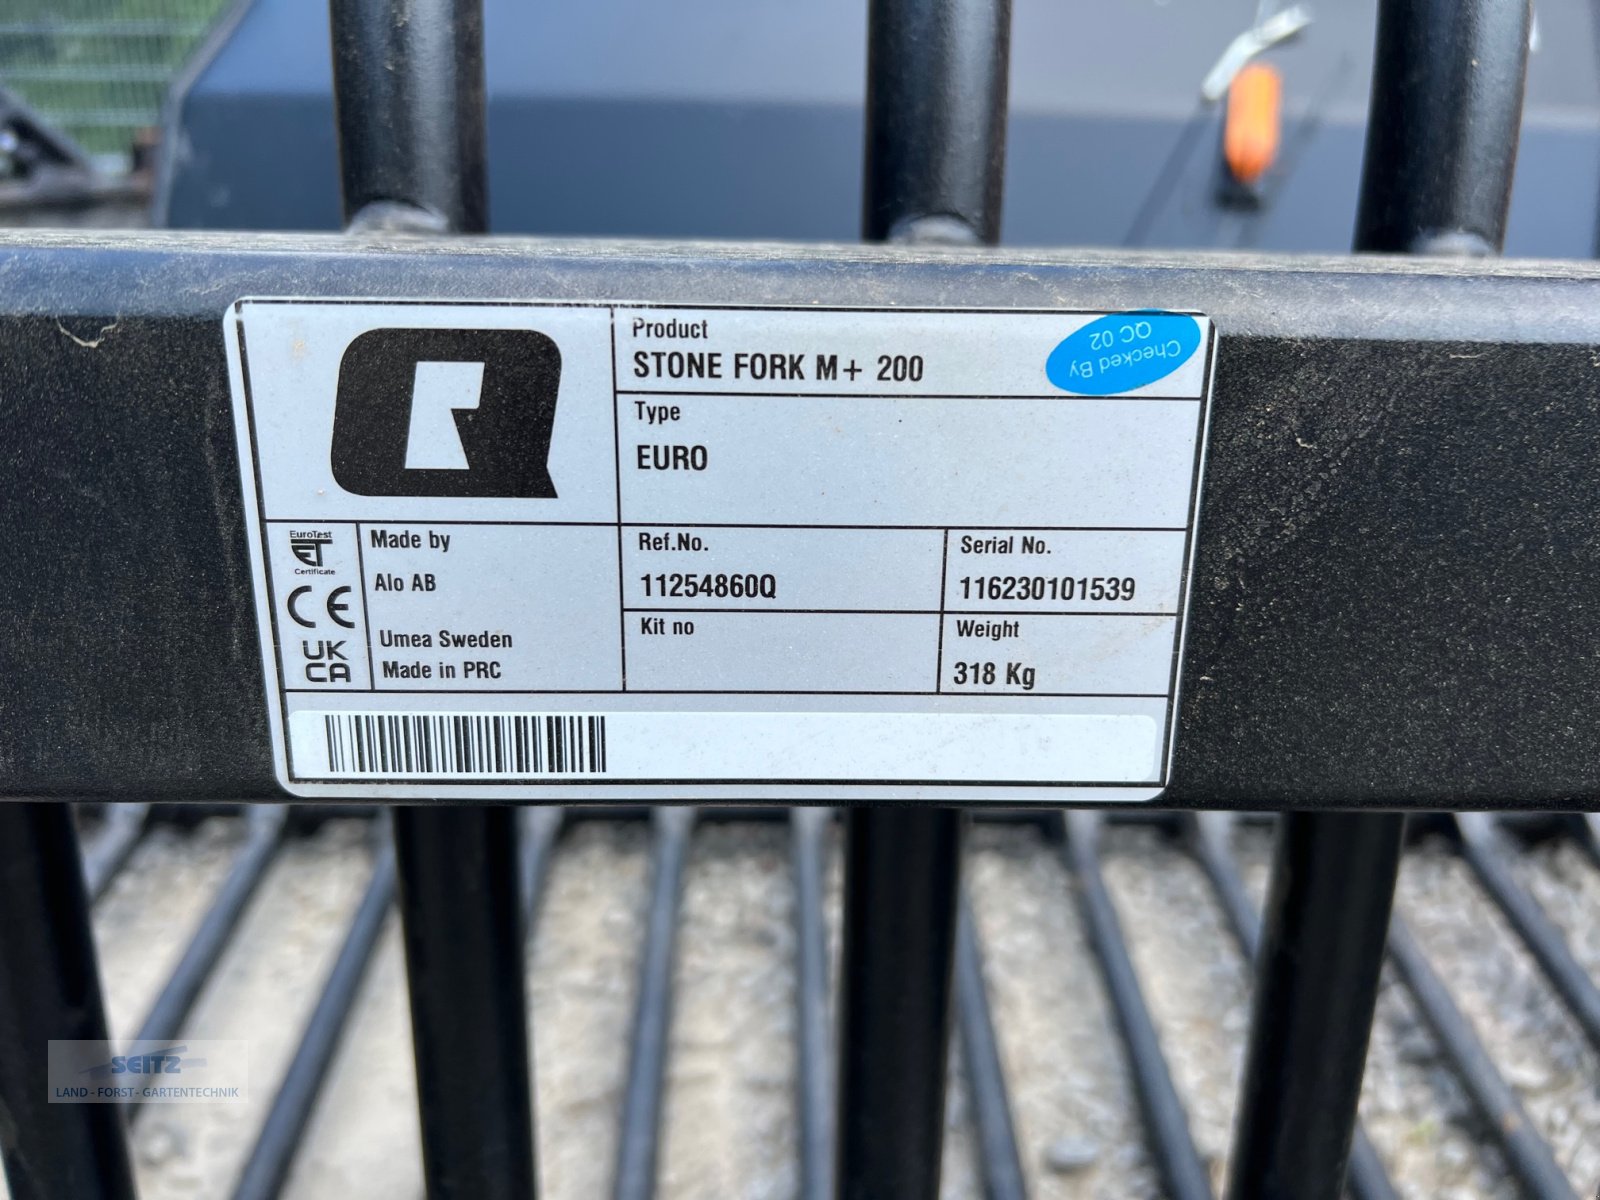 Product
STONE FORK M+ 200
Checked By
QC 02
Type
EURO
EuroTest
ET
Certificate
CE
UK
CA
Made by
Alo AB
Umea Sweden
Made in PRC
Ref.No.
11254860Q
Serial No.
116230101539
Kit no
Weight
318 Kg
SEITZ
LAND - FORST - GARTENTECHNIK